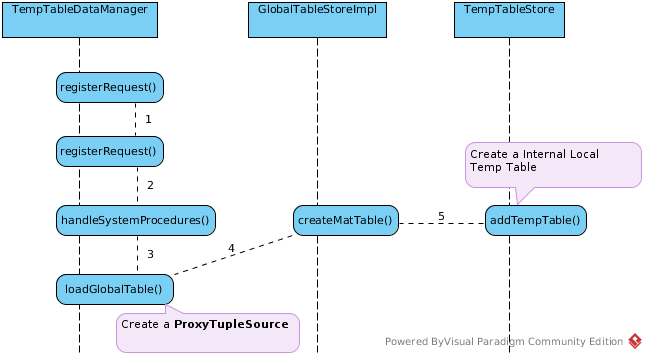 TempTableDataManager
GlobalTableStoreImpl
TempTableStore
registerRequest()
1
registerRequest()
Create a Internal Local
Temp Table
2
handleSystemProcedures()
createMatTable()
5
addTempTable()
3
4
loadGlobalTable()
Create a ProxyTupleSource
Powered ByVisual Paradigm Community Edition